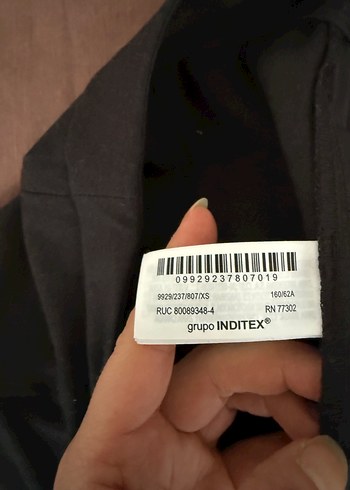 09929237807019
9929/237/807/XS 160/62A
RUC 80089348-4 RN 77302
grupo INDITEX®